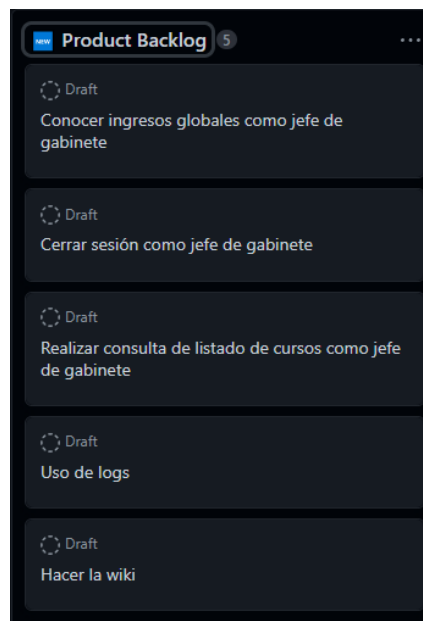 NEW Product Backlog 5 ...
Draft
Conocer ingresos globales como jefe de
gabinete
Draft
Cerrar sesión como jefe de gabinete
Draft
Realizar consulta de listado de cursos como jefe
de gabinete
Draft
Uso de logs
Draft
Hacer la wiki